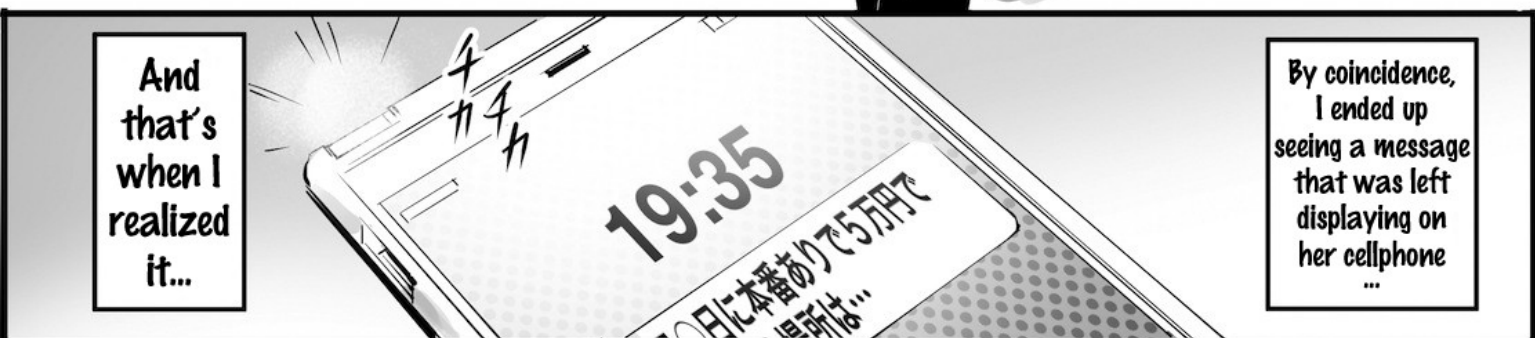 By coincidence,
I ended up
seeing a message
that was left
displaying on
her cellphone
...
チカ
チカ
19:35
○日に本番ありで5万円で
場所は…
And
that's
when I
realized
it...